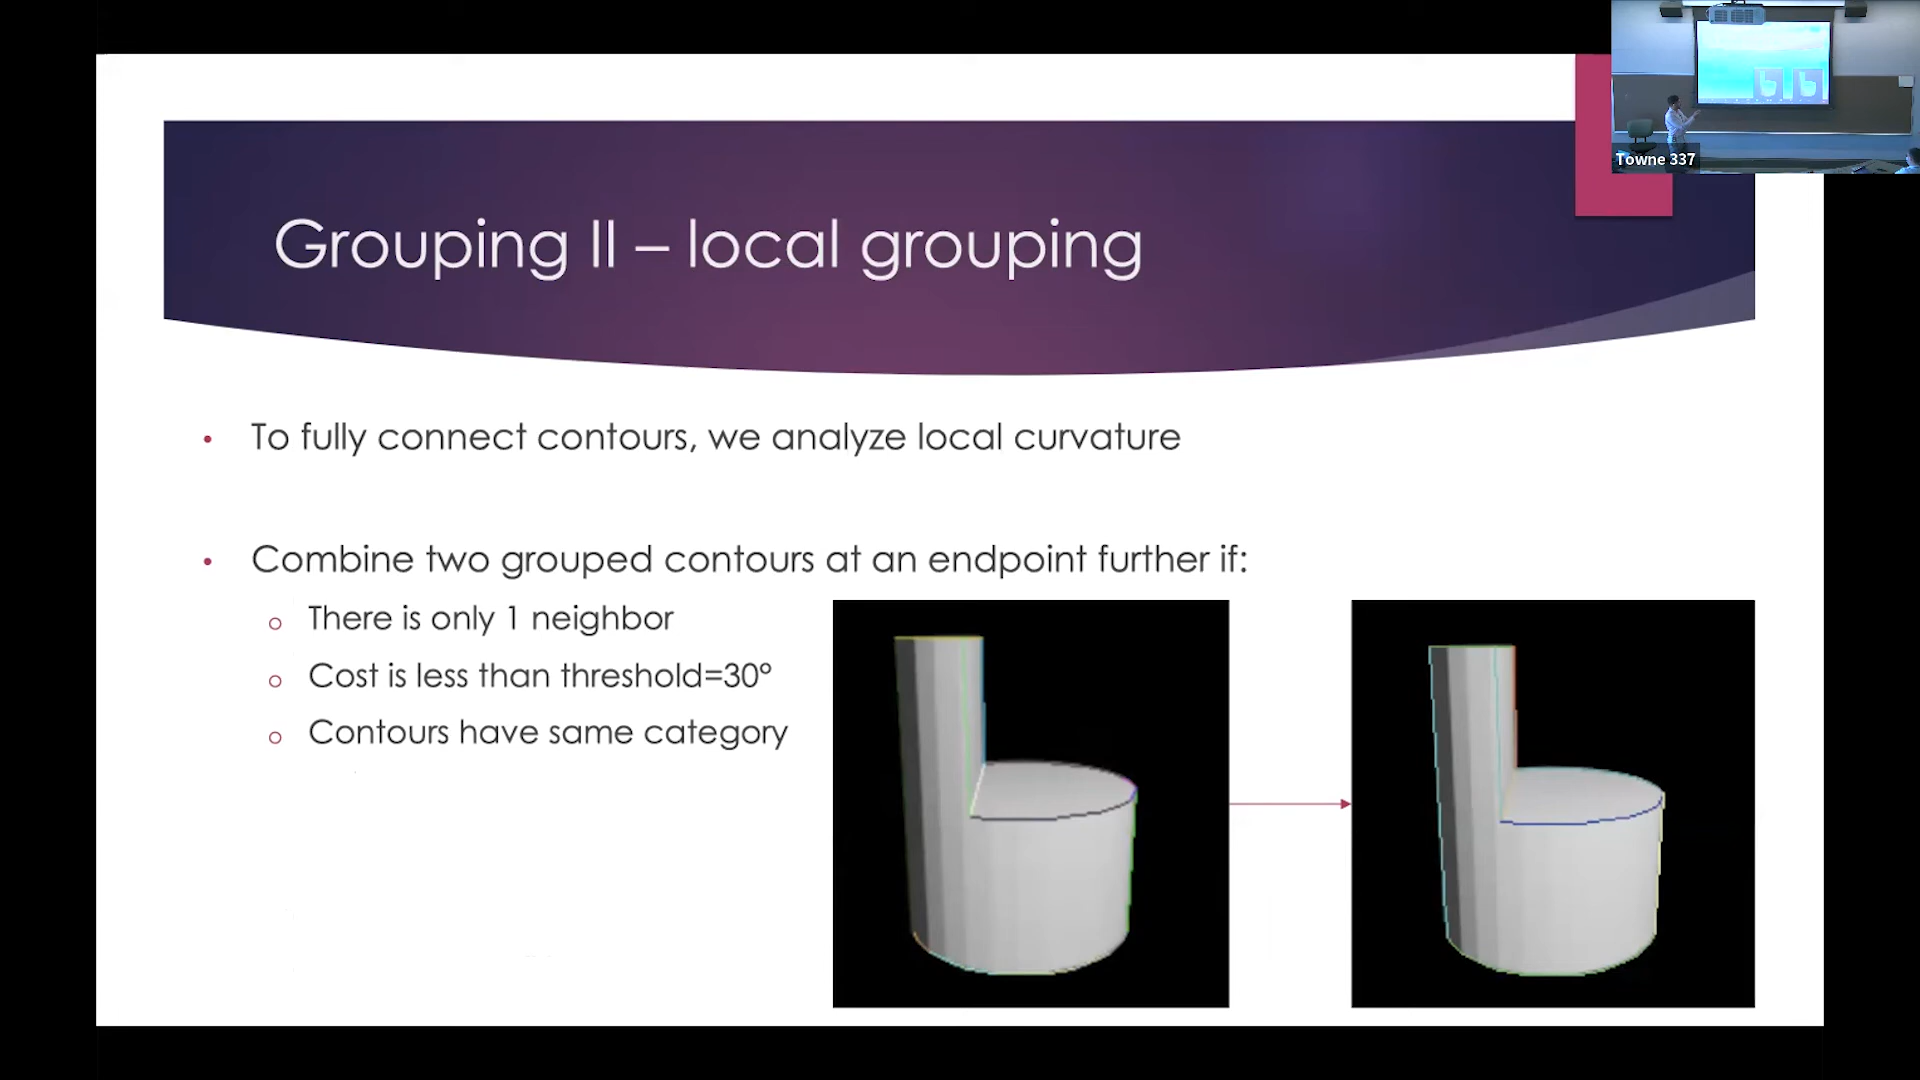 Towne 337
Grouping II – local grouping
• To fully connect contours, we analyze local curvature
• Combine two grouped contours at an endpoint further if:
o There is only 1 neighbor
o Cost is less than threshold=30°
o Contours have same category